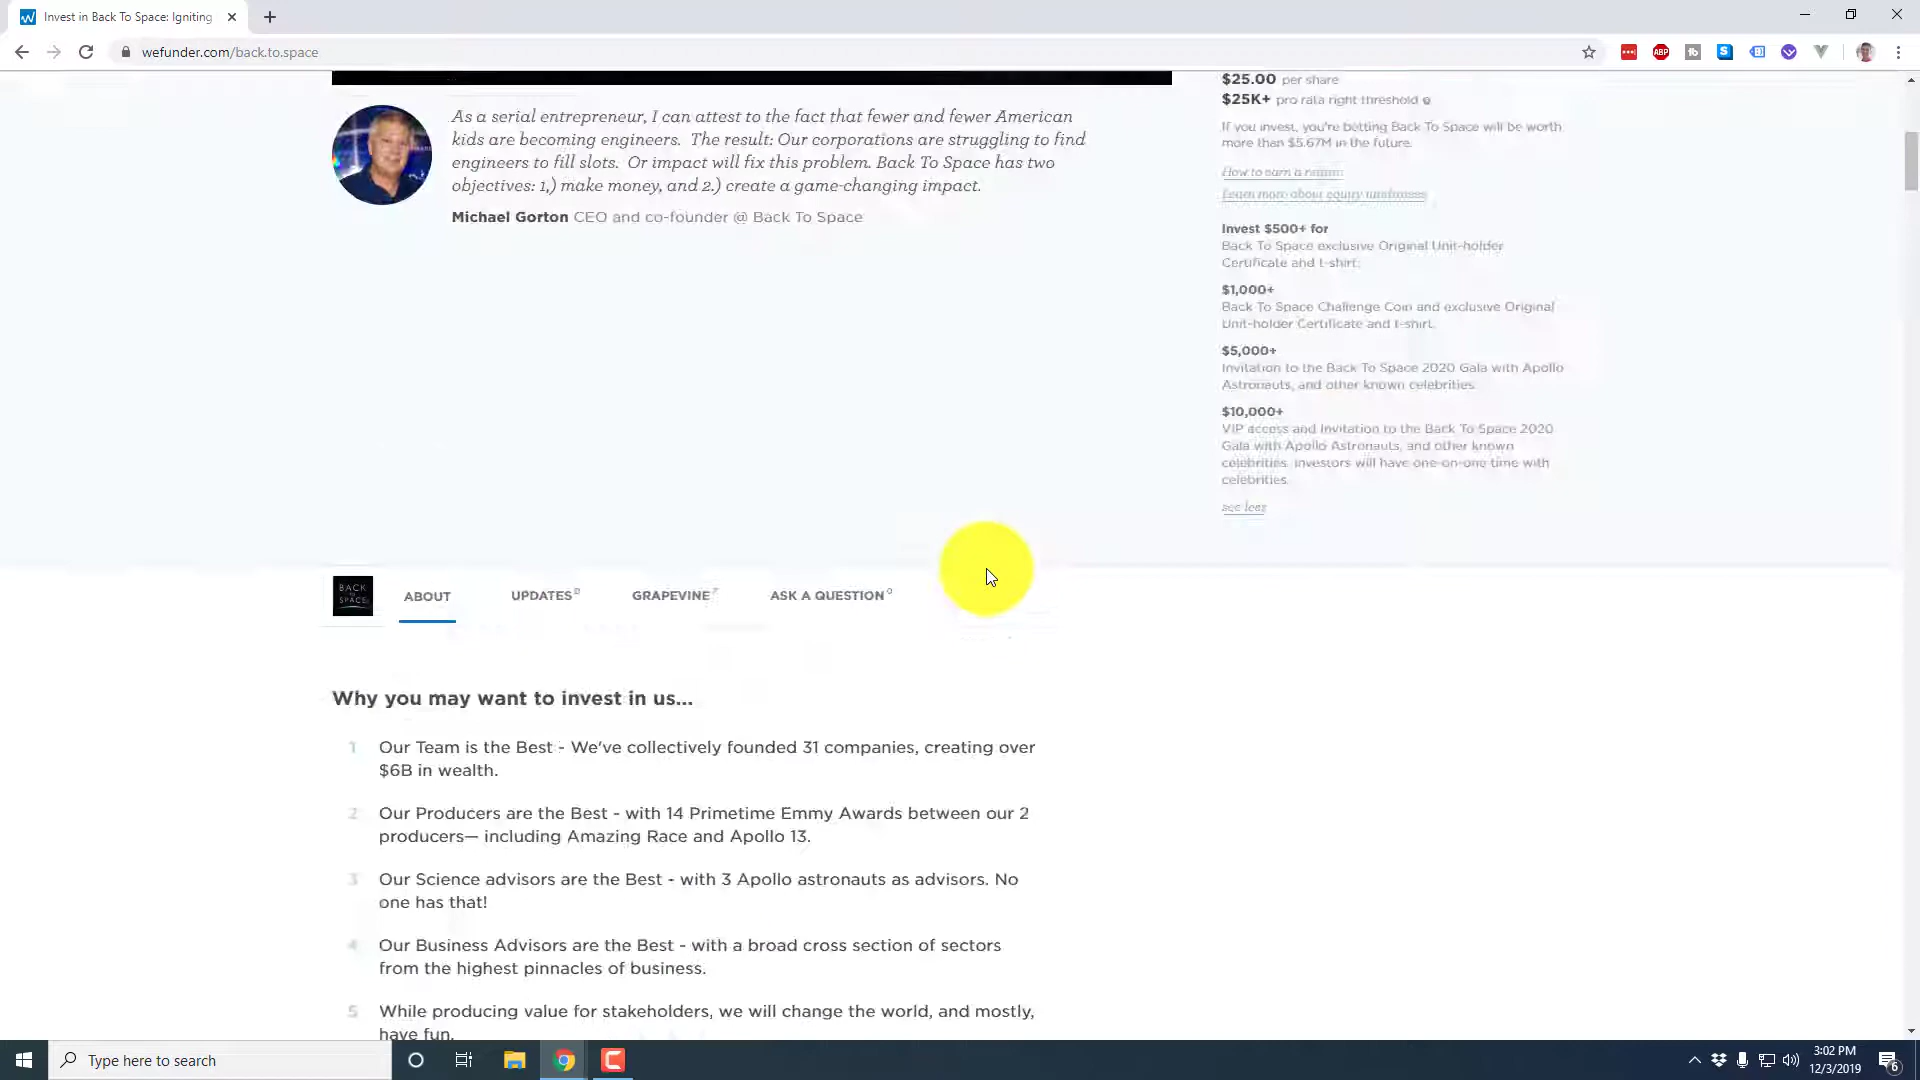 Invest in Back To Space: Igniting
wefunder.com/back.to.space
ABP
$25.00 per share
$25K+ pro rata right threshold
If you invest, you're betting Back To Space will be worth
more than $5.67M in the future.
How to earn a return
Learn more about equity rundraises
Invest $500+ for
Back To Space exclusive Original Unit-holder
Certificate and t-shirt.
$1,000+
Back To Space Challenge Coin and exclusive Original
Unit-holder Certificate and t-shirt.
$5,000+
Invitation to the Back To Space 2020 Gala with Apollo
Astronauts, and other known celebrities.
$10,000+
VIP access and Invitation to the Back To Space 2020
Gala with Apollo Astronauts, and other known
celebrities. Investors will have one-on-one time with
celebrities.
see less
As a serial entrepreneur, I can attest to the fact that fewer and fewer American
kids are becoming engineers. The result: Our corporations are struggling to find
engineers to fill slots. Or impact will fix this problem. Back To Space has two
objectives: 1,) make money, and 2.) create a game-changing impact.
Michael Gorton CEO and co-founder @ Back To Space
BACK
TO
SPACE
ABOUT
UPDATES
GRAPEVINE
ASK A QUESTION
Why you may want to invest in us...
1 Our Team is the Best - We've collectively founded 31 companies, creating over
$6B in wealth.
2 Our Producers are the Best - with 14 Primetime Emmy Awards between our 2
producers— including Amazing Race and Apollo 13.
3 Our Science advisors are the Best - with 3 Apollo astronauts as advisors. No
one has that!
4 Our Business Advisors are the Best - with a broad cross section of sectors
from the highest pinnacles of business.
5 While producing value for stakeholders, we will change the world, and mostly,
have fun.
Type here to search
3:02 PM
12/3/2019
6